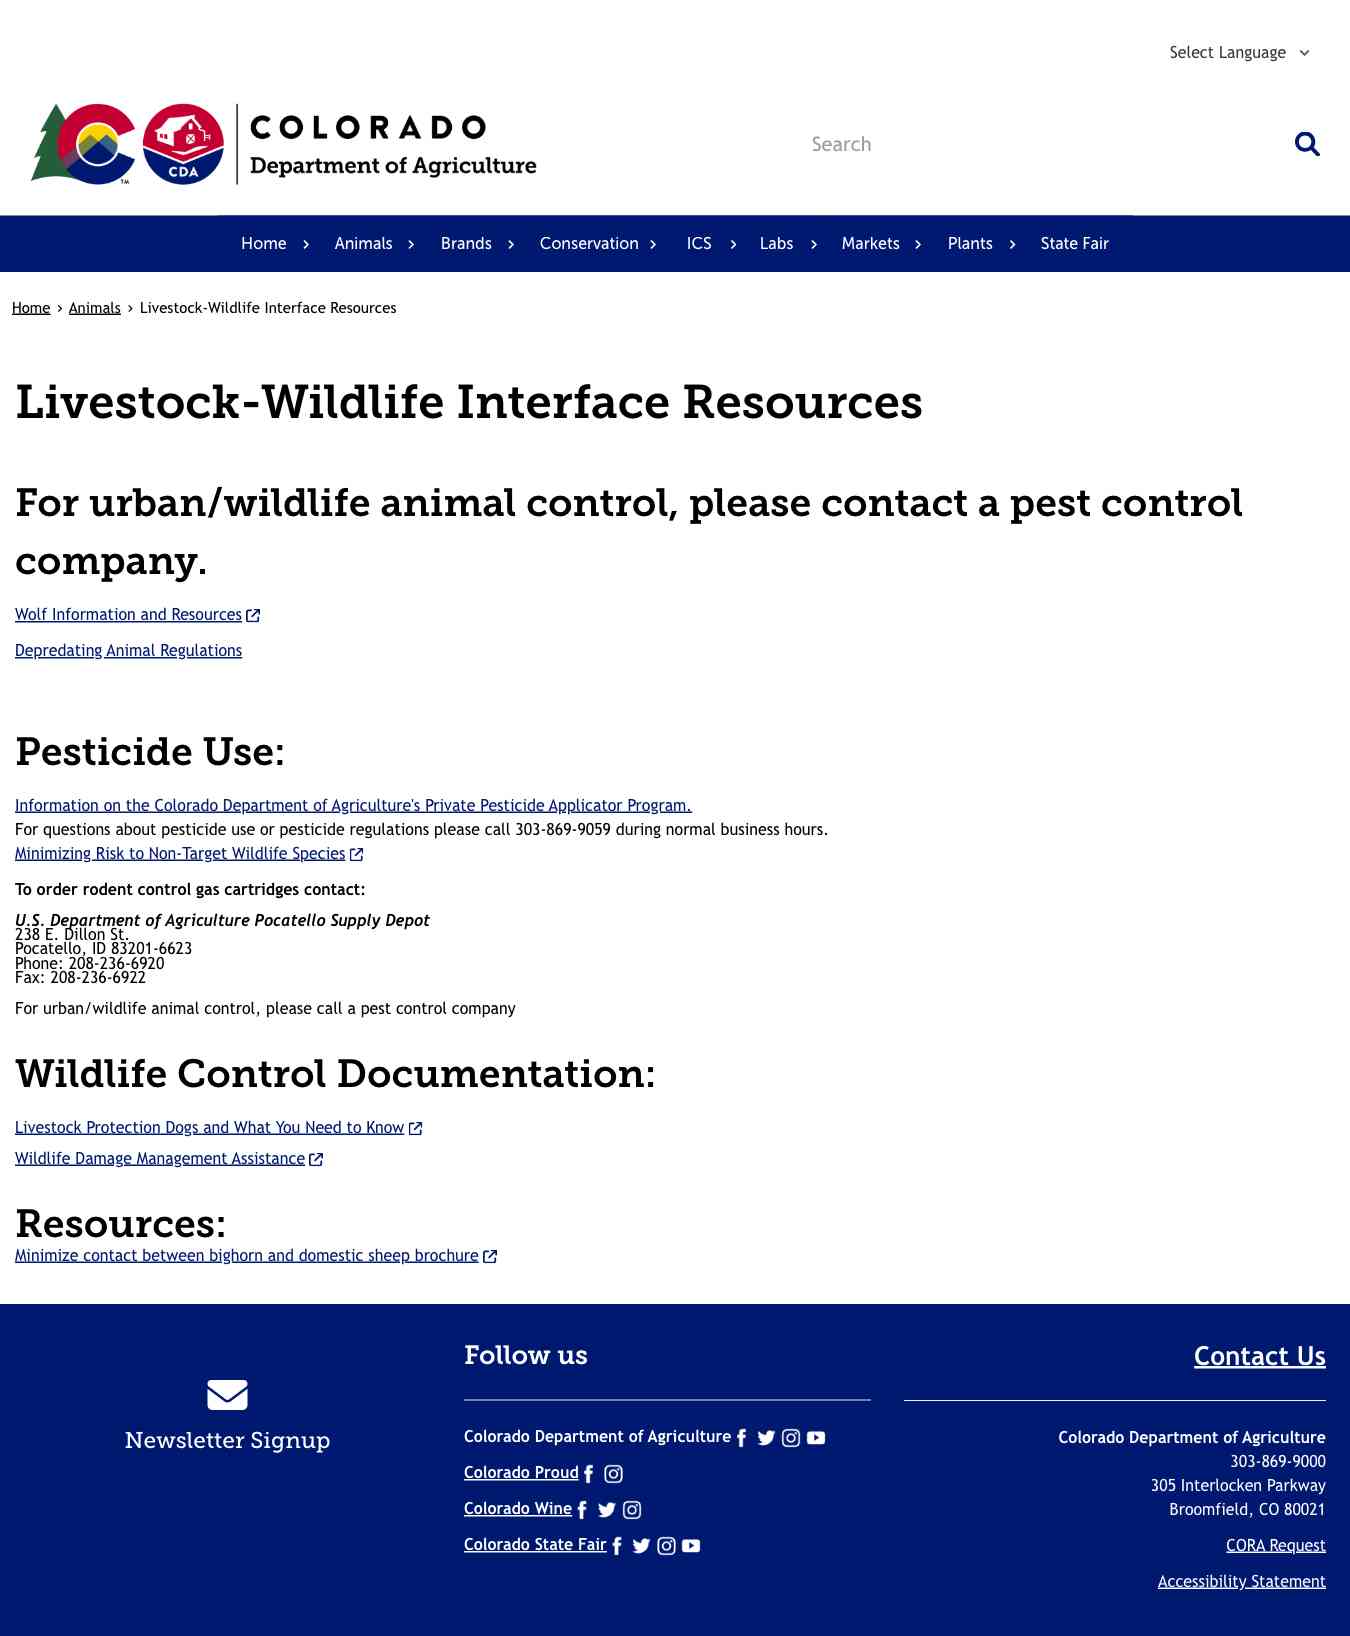 Select Language
CDA
TM
COLORADO
Department of Agriculture
Search
Home Animals Brands Conservation ICS Labs Markets Plants State Fair
Home › Animals › Livestock-Wildlife Interface Resources
Livestock-Wildlife Interface Resources
For urban/wildlife animal control, please contact a pest control
company.
Wolf Information and Resources
Depredating Animal Regulations
Pesticide Use:
Information on the Colorado Department of Agriculture's Private Pesticide Applicator Program.
For questions about pesticide use or pesticide regulations please call 303-869-9059 during normal business hours.
Minimizing Risk to Non-Target Wildlife Species
To order rodent control gas cartridges contact:
U.S. Department of Agriculture Pocatello Supply Depot
238 E. Dillon St.
Pocatello, ID 83201-6623
Phone: 208-236-6920
Fax: 208-236-6922
For urban/wildlife animal control, please call a pest control company
Wildlife Control Documentation:
Livestock Protection Dogs and What You Need to Know
Wildlife Damage Management Assistance
Resources:
Minimize contact between bighorn and domestic sheep brochure
Newsletter Signup
Follow us
Colorado Department of Agriculture
Colorado Proud
Colorado Wine
Colorado State Fair
Contact Us
Colorado Department of Agriculture
303-869-9000
305 Interlocken Parkway
Broomfield, CO 80021
CORA Request
Accessibility Statement